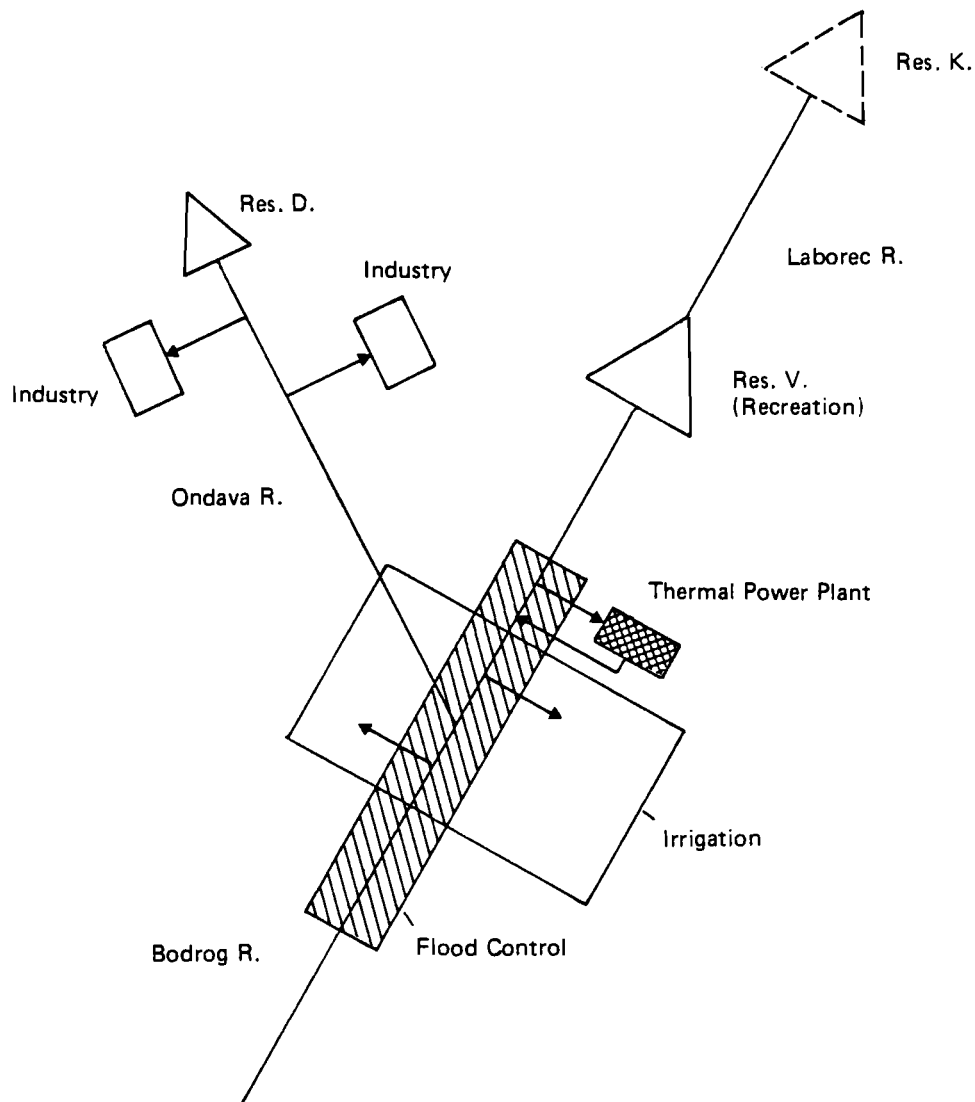 Res. K.
Res. D.
Laborec R.
Industry
Industry
Res. V.
(Recreation)
Ondava R.
Thermal Power Plant
Irrigation
Flood Control
Bodrog R.